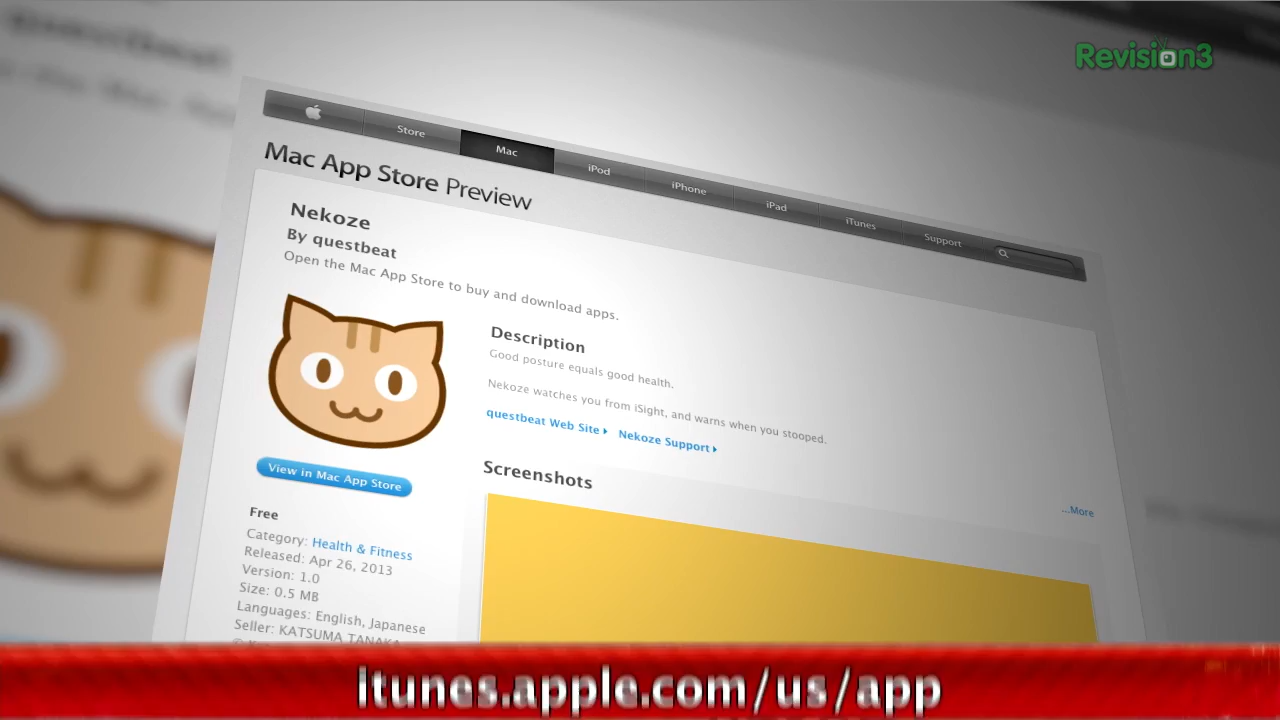 Revision3
Store Mac iPod iPhone iPad iTunes Support
Mac App Store Preview
Nekoze
By questbeat
Open the Mac App Store to buy and download apps.
Description
Good posture equals good health.
Nekoze watches you from iSight, and warns when you stooped.
questbeat Web Site Nekoze Support
...More
Screenshots
View in Mac App Store
Free
Category: Health & Fitness
Released: Apr 26, 2013
Version: 1.0
Size: 0.5 MB
Languages: English, Japanese
Seller: KATSUMA TANAKA
itunes.apple.com/us/app